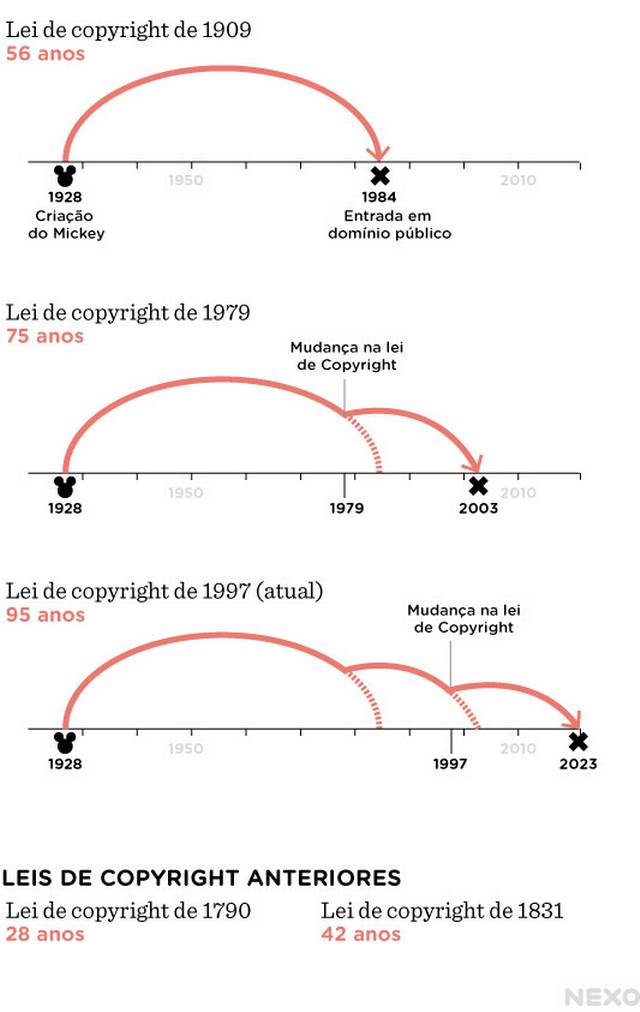 Lei de copyright de 1909
56 anos
1950
2010
1928
1984
Criação
do Mickey
Entrada em
domínio público
Lei de copyright de 1979
75 anos
Mudança na lei
de Copyright
1950
2010
1928
1979
2003
Lei de copyright de 1997 (atual)
95 anos
Mudança na lei
de Copyright
1950
2010
1928
1997
2023
LEIS DE COPYRIGHT ANTERIORES
Lei de copyright de 1790
28 anos
Lei de copyright de 1831
42 anos
NEXO